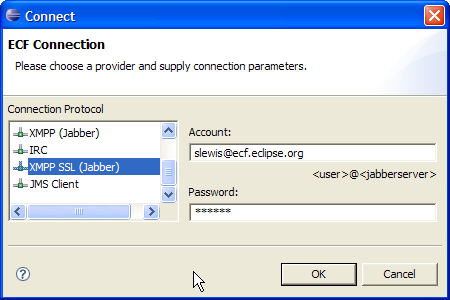 Connect
ECF Connection
Please choose a provider and supply connection parameters.
Connection Protocol
XMPP (Jabber)
IRC
XMPP SSL (Jabber)
JMS Client
Account:
slewis@ecf.eclipse.org
<user>@<jabberserver>
Password:
******
?
OK
Cancel